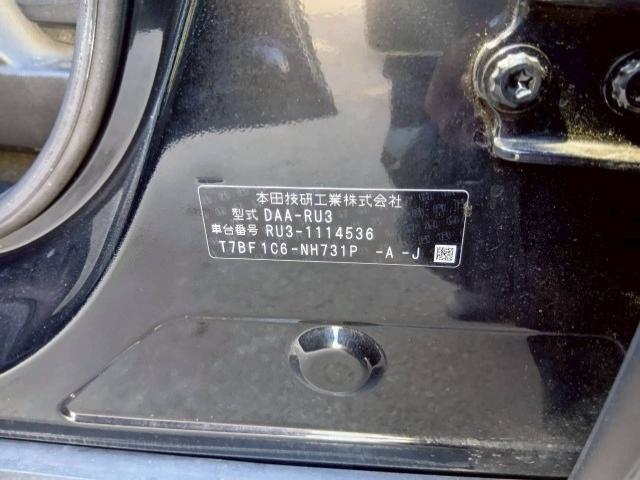 本田技研工業株式会社
型式 DAA-RU3
車台番号 RU3-1114536
T7BF1C6-NH731P -A -J